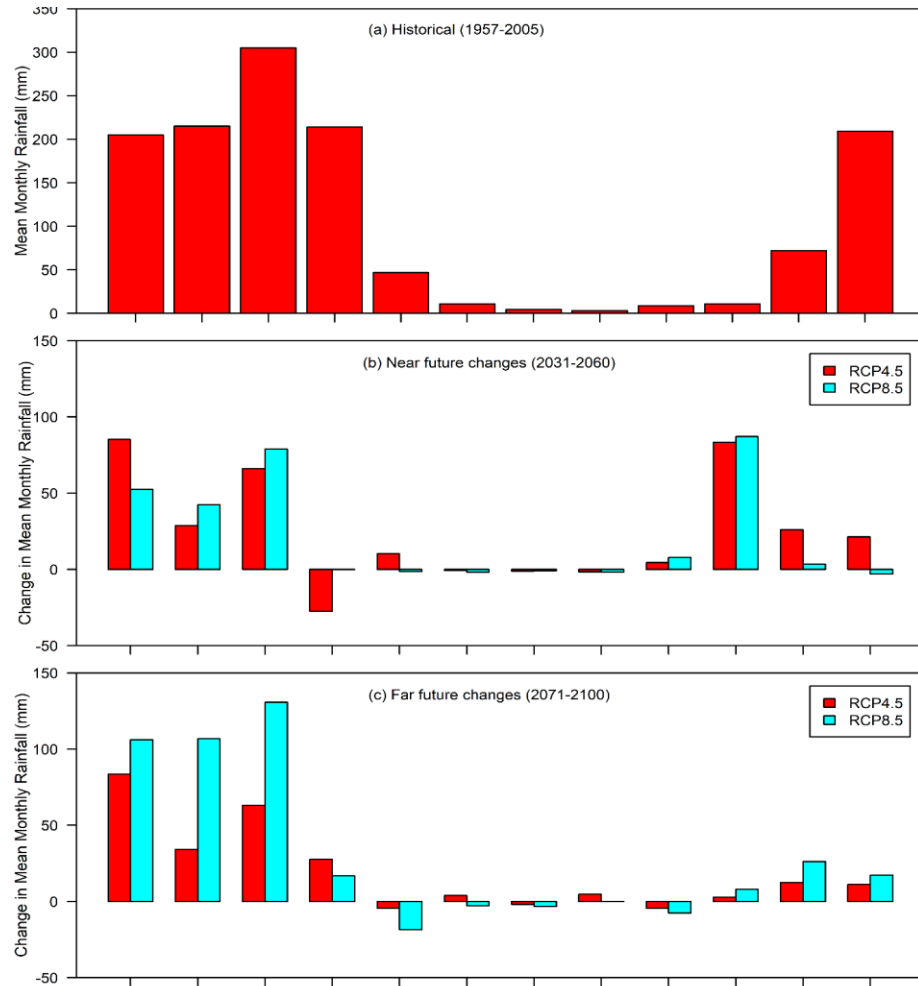 350
300
250
200
150
100
50
0
Mean Monthly Rainfall (mm)
(a) Historical (1957-2005)
150
100
50
0
-50
Change in Mean Monthly Rainfall (mm)
(b) Near future changes (2031-2060)
RCP4.5
RCP8.5
150
100
50
0
-50
Change in Mean Monthly Rainfall (mm)
(c) Far future changes (2071-2100)
RCP4.5
RCP8.5